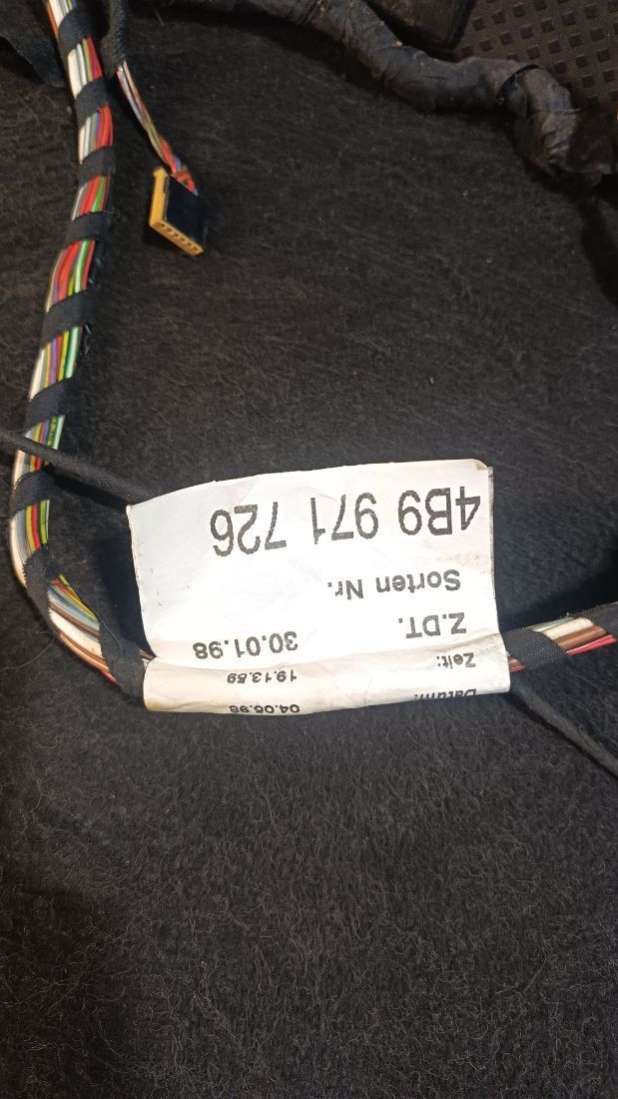 4B9 971 726
Sorten Nr.
Z.DT. 30.01.98
Zeit: 19.13.59
Datum: 04.06.98